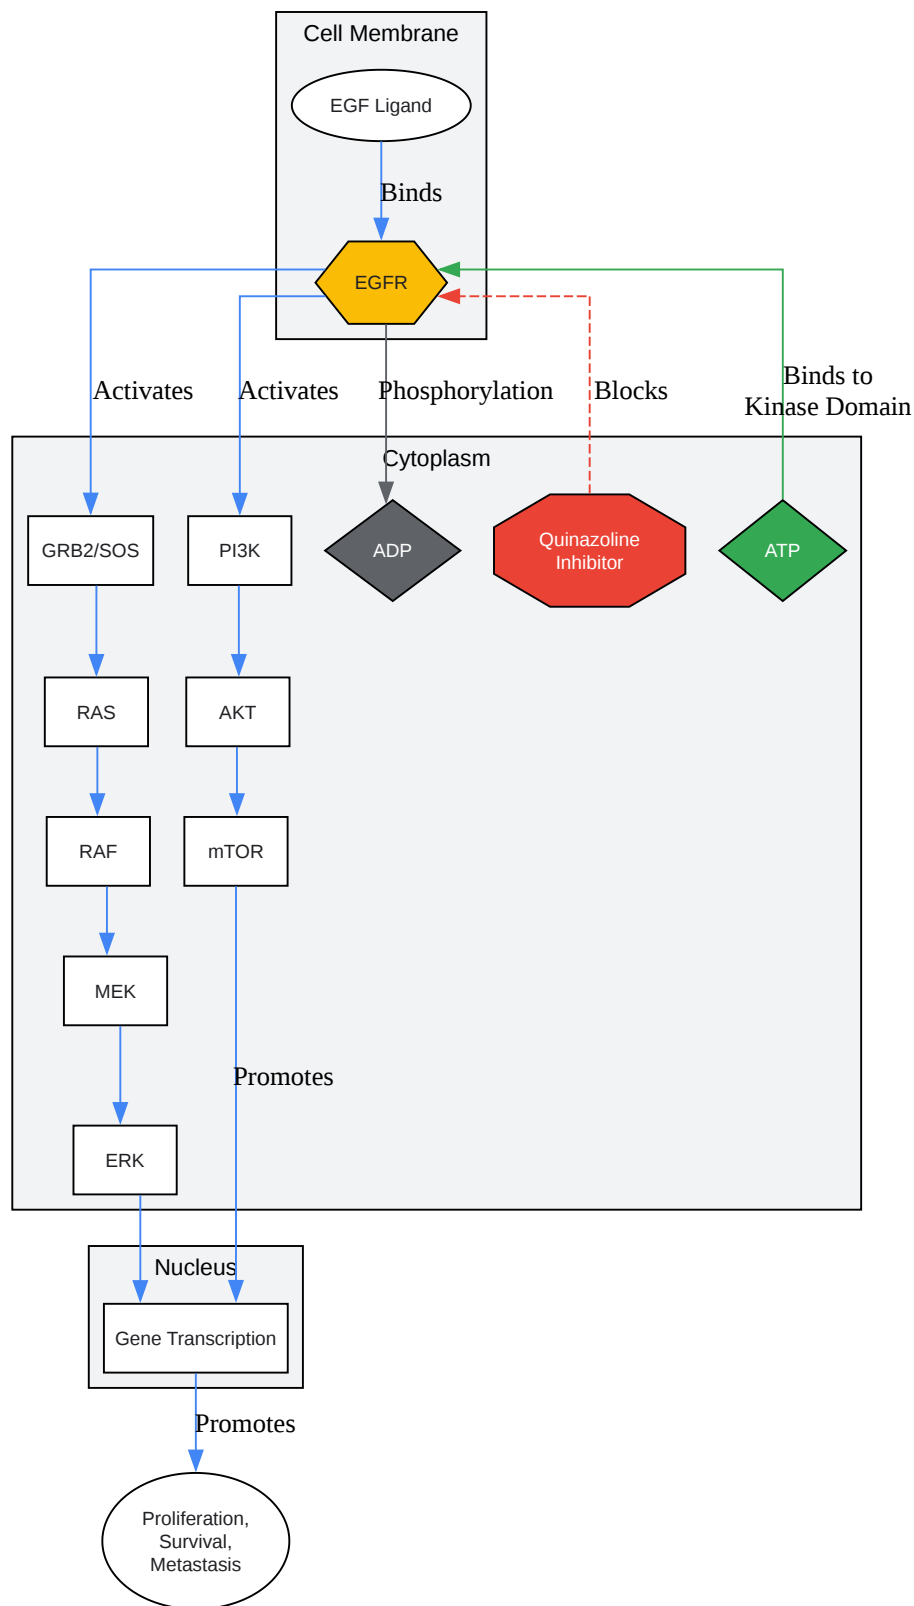 Cell Membrane
EGF Ligand
Binds
EGFR
Activates
Activates
Phosphorylation
Blocks
Binds to
Kinase Domain
Cytoplasm
GRB2/SOS
PI3K
ADP
Quinazoline
Inhibitor
ATP
RAS
AKT
RAF
mTOR
MEK
Promotes
ERK
Nucleus
Gene Transcription
Promotes
Proliferation,
Survival,
Metastasis